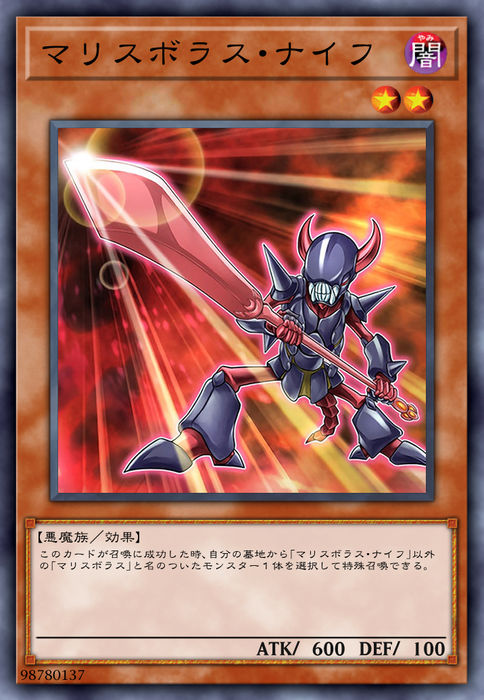 マリスボラス・ナイフ
やみ
闇
【悪魔族／効果】
このカードが召喚に成功した時、自分の墓地から「マリスボラス・ナイフ」以外
の「マリスボラス」と名のついたモンスター１体を選択して特殊召喚できる。
ATK/ 600 DEF/ 100
98780137